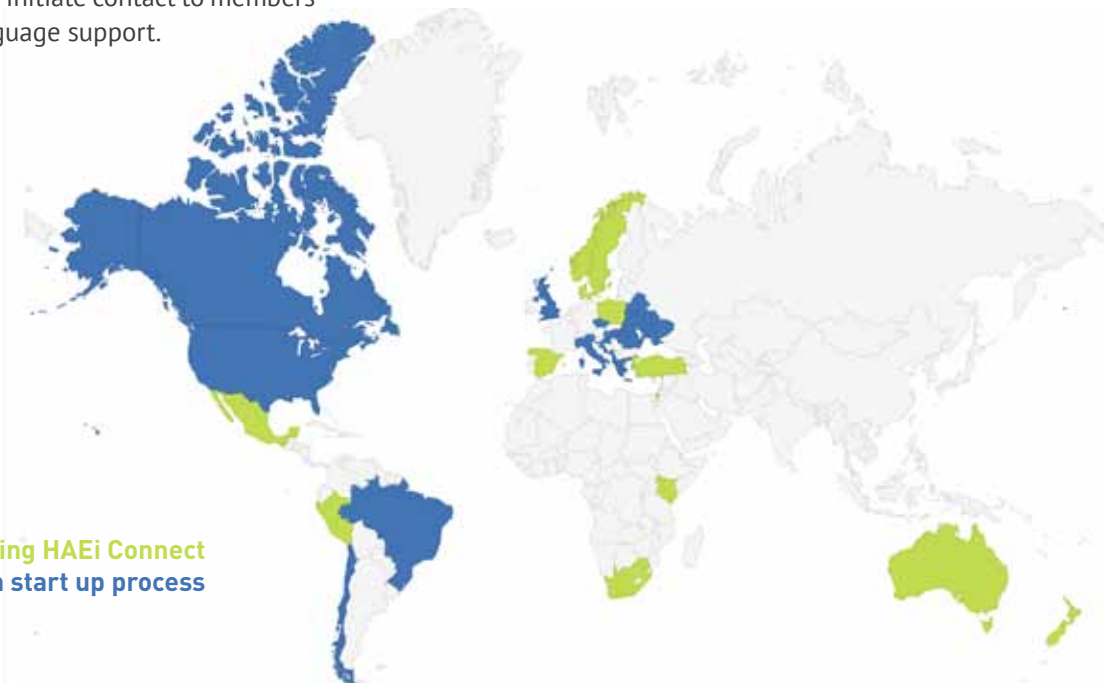 initiate contact to members
guage support.
ing HAEi Connect
start up process